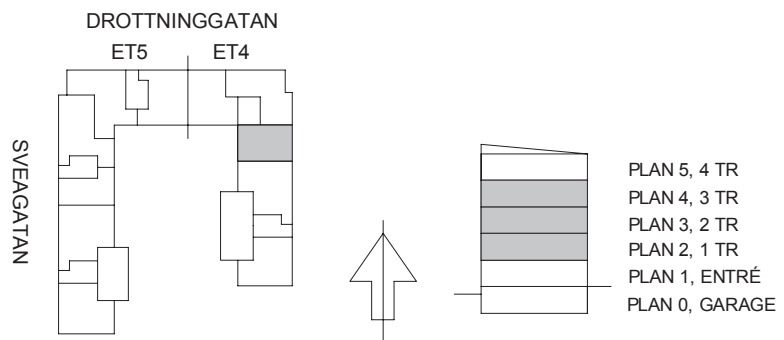 DROTTNINGGATAN
ET5 ET4
SVEAGATAN
PLAN 5, 4 TR
PLAN 4, 3 TR
PLAN 3, 2 TR
PLAN 2, 1 TR
PLAN 1, ENTRÉ
PLAN 0, GARAGE